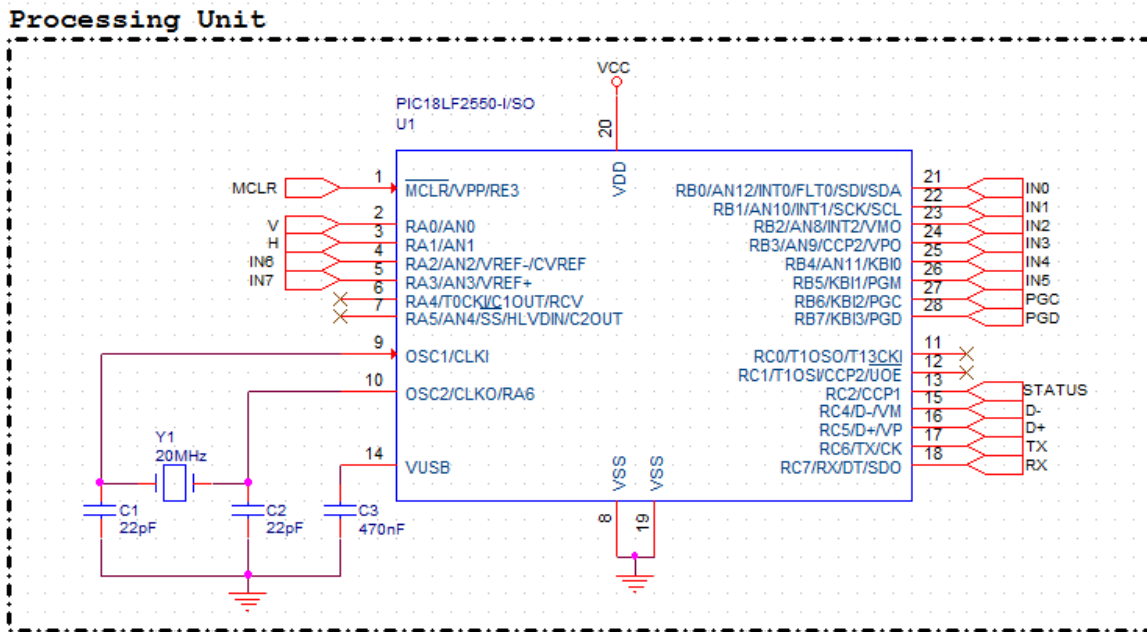 Processing Unit
VCC
PIC18LF2550-I/SO
U1
20
VDD
MCLR 1 MCLR/VPP/RE3
V 2 RA0/AN0
H 3 RA1/AN1
IN6 4 RA2/AN2/VREF-/CVREF
IN7 5 RA3/AN3/VREF+
6 RA4/T0CKI/C1OUT/RCV
7 RA5/AN4/SS/HLVDIN/C2OUT
9 OSC1/CLKI
10 OSC2/CLKO/RA6
14 VUSB
RB0/AN12/INT0/FLT0/SDI/SDA 21 IN0
RB1/AN10/INT1/SCK/SCL 22 IN1
RB2/AN8/INT2/VMO 23 IN2
RB3/AN9/CCP2/VPO 24 IN3
RB4/AN11/KBI0 25 IN4
RB5/KBI1/PGM 26 IN5
RB6/KBI2/PGC 27 PGC
RB7/KBI3/PGD 28 PGD
RC0/T1OSO/T13CKI 11
RC1/T1OSI/CCP2/UOE 12
RC2/CCP1 13 STATUS
RC4/D-/VM 15 D-
RC5/D+/VP 16 D+
RC6/TX/CK 17 TX
RC7/RX/DT/SDO 18 RX
VSS VSS
8 19
Y1
20MHz
C1
22pF
C2
22pF
C3
470nF